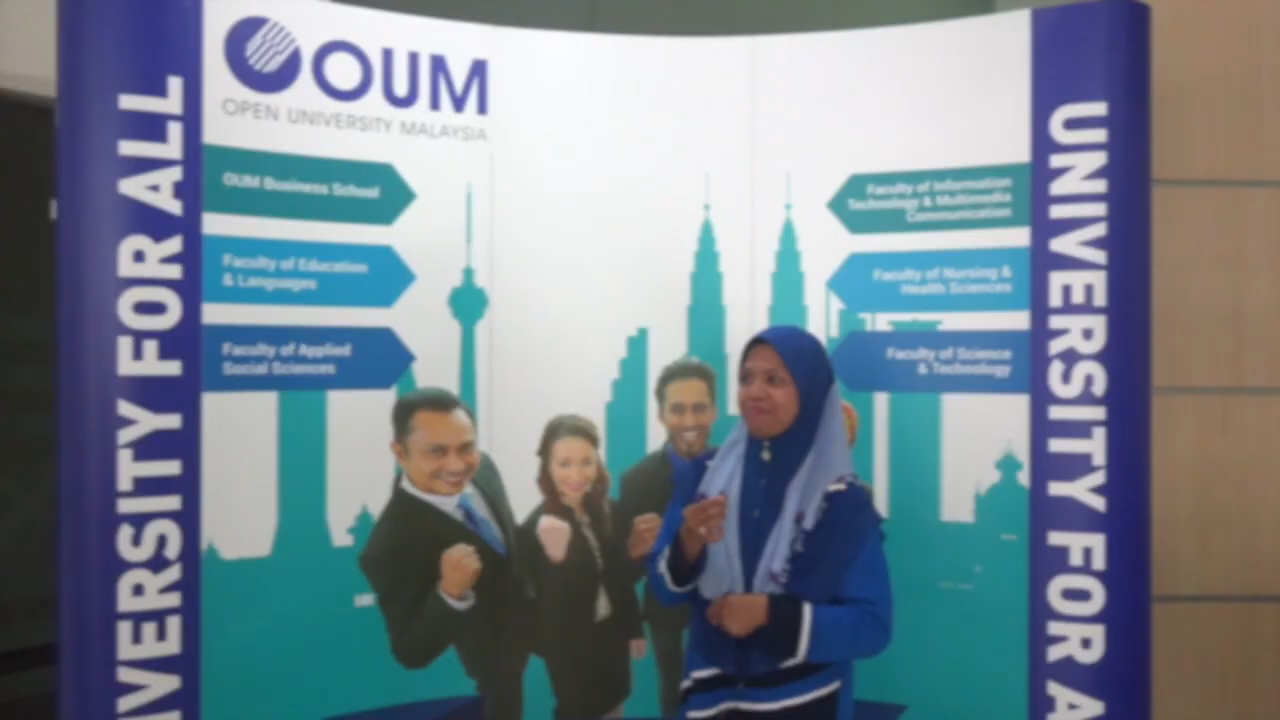 UNIVERSITY FOR ALL
OUM
OPEN UNIVERSITY MALAYSIA
OUM Business School
Faculty of Education
& Languages
Faculty of Applied
Social Sciences
Faculty of Information
Technology & Multimedia
Communication
Faculty of Nursing &
Health Sciences
Faculty of Science
& Technology
UNIVERSITY FOR A